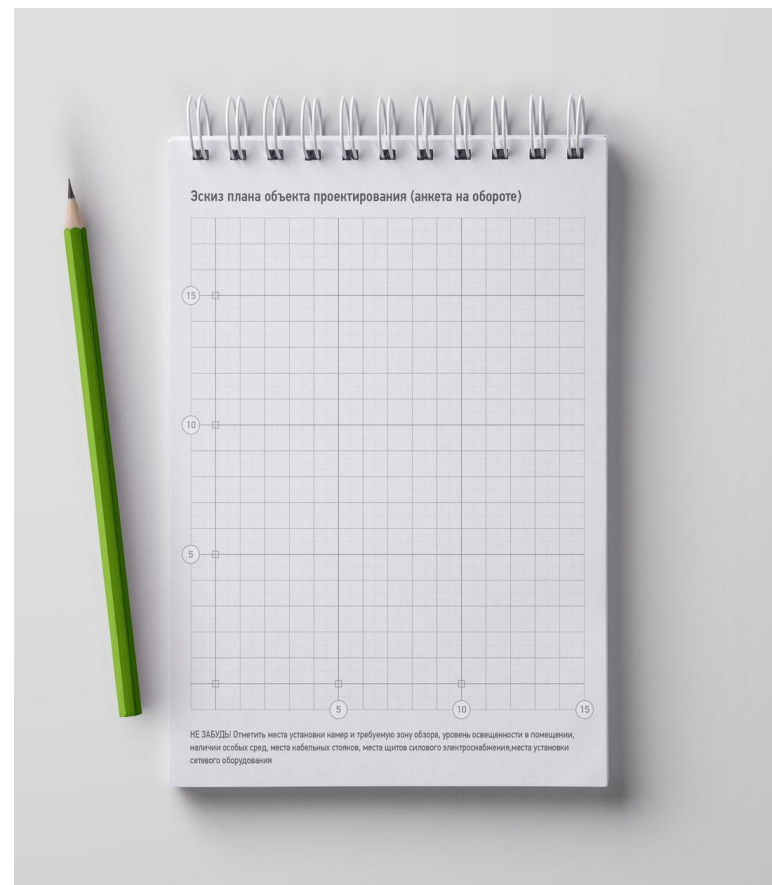 Эскиз плана объекта проектирования (анкета на обороте)
15
10
5
5
10
15
НЕ ЗАБУДЬ! Отметить места установки камер и требуемую зону обзора, уровень освещенности в помещении,
наличии особых сред, места кабельных стояков, места щитов силового электроснабжения,места установки
сетевого оборудования